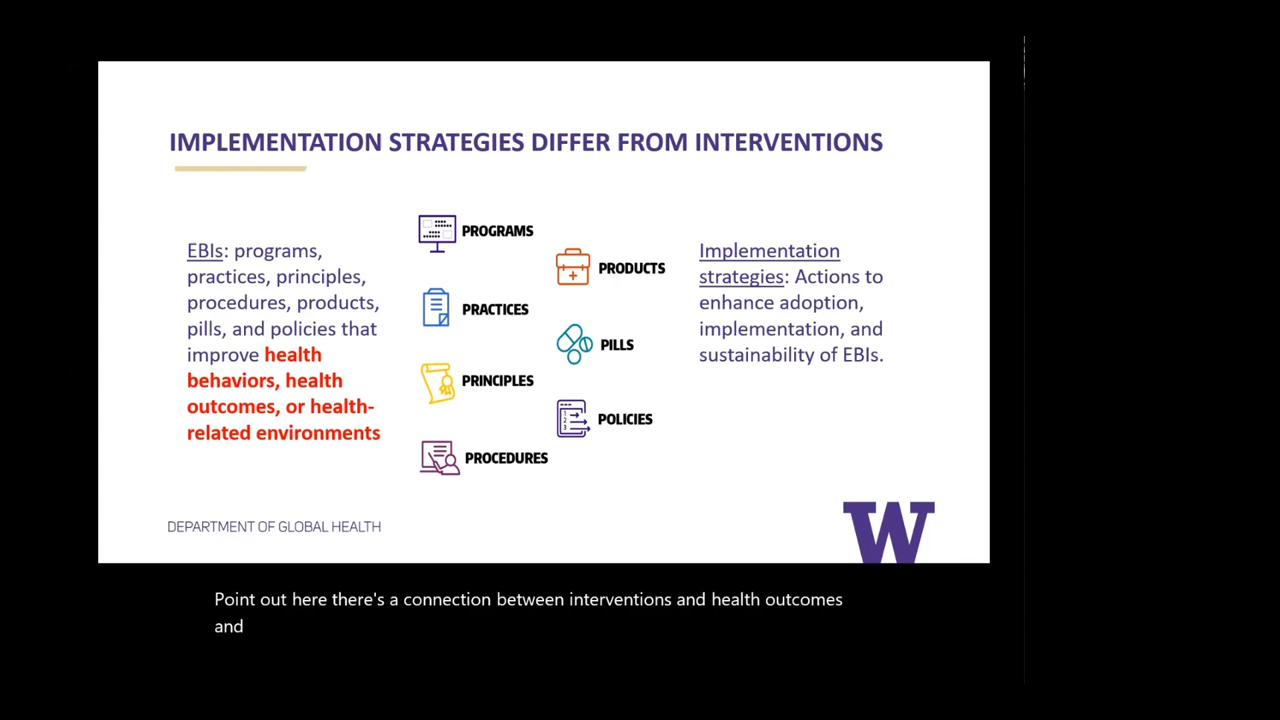 IMPLEMENTATION STRATEGIES DIFFER FROM INTERVENTIONS
EBIs: programs,
practices, principles,
procedures, products,
pills, and policies that
improve health
behaviors, health
outcomes, or health-
related environments
PROGRAMS
PRODUCTS
PRACTICES
PILLS
PRINCIPLES
POLICIES
PROCEDURES
Implementation
strategies: Actions to
enhance adoption,
implementation, and
sustainability of EBIs.
DEPARTMENT OF GLOBAL HEALTH
W
Point out here there's a connection between interventions and health outcomes
and